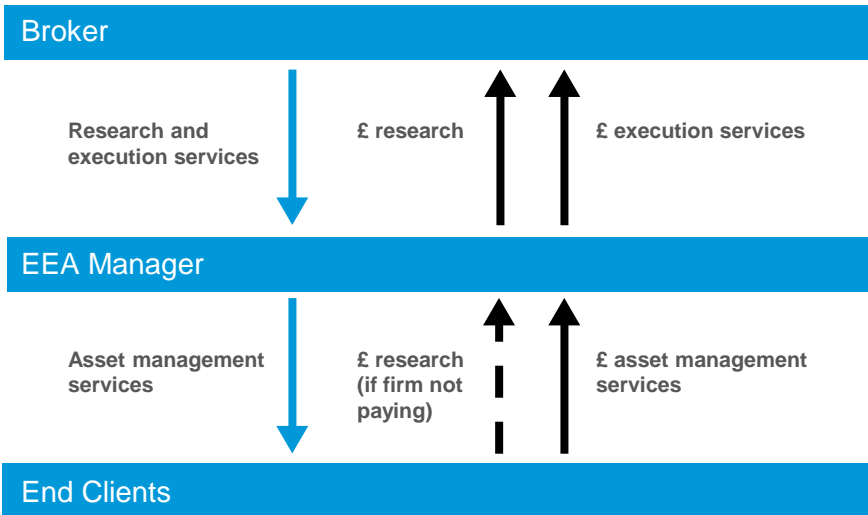 Broker
Research and
execution services
£ research
£ execution services
EEA Manager
Asset management
services
£ research
(if firm not
paying)
£ asset management
services
End Clients